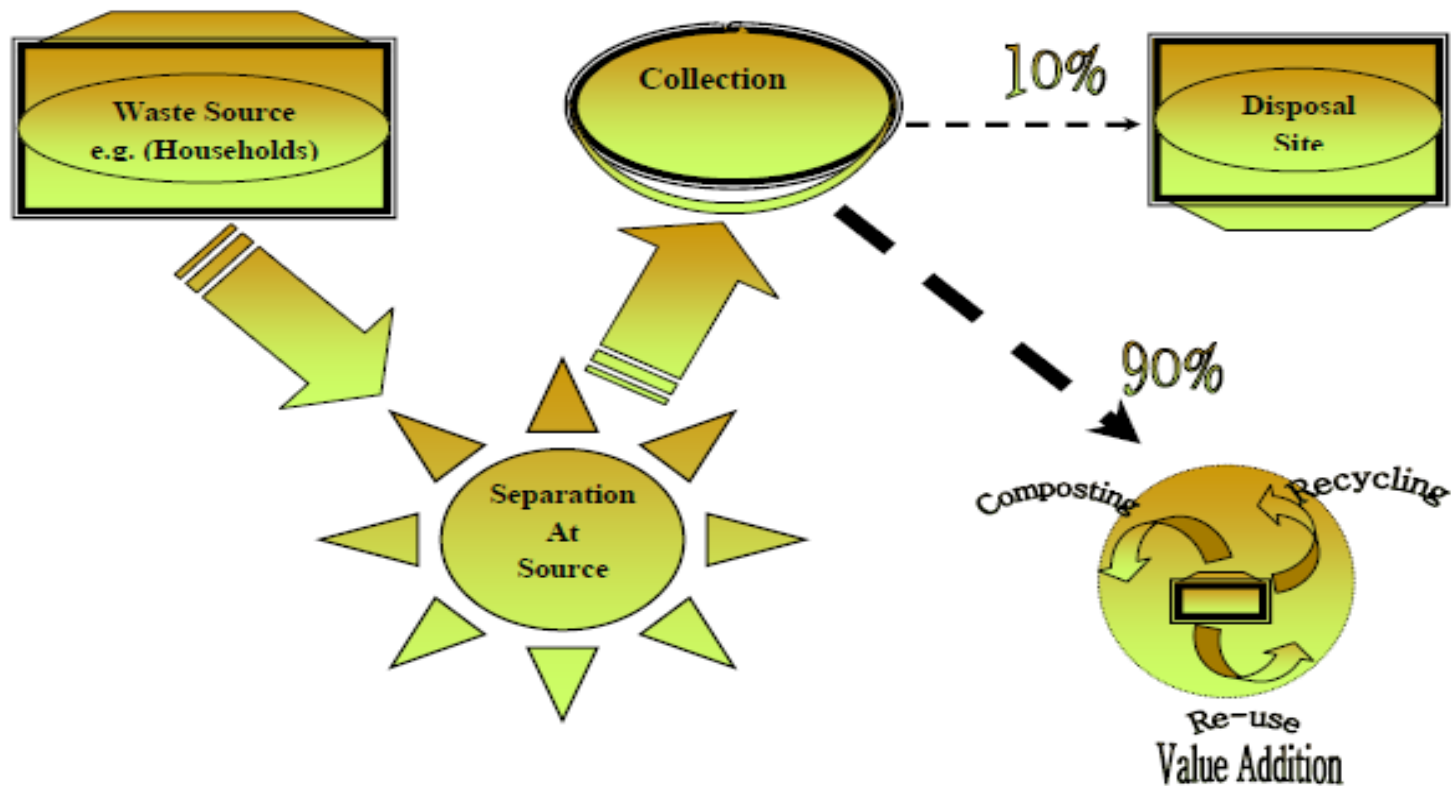 Waste Source
e.g. (Households)
Collection
10%
Disposal
Site
90%
Separation
At
Source
Composting
Recycling
Re-use
Value Addition